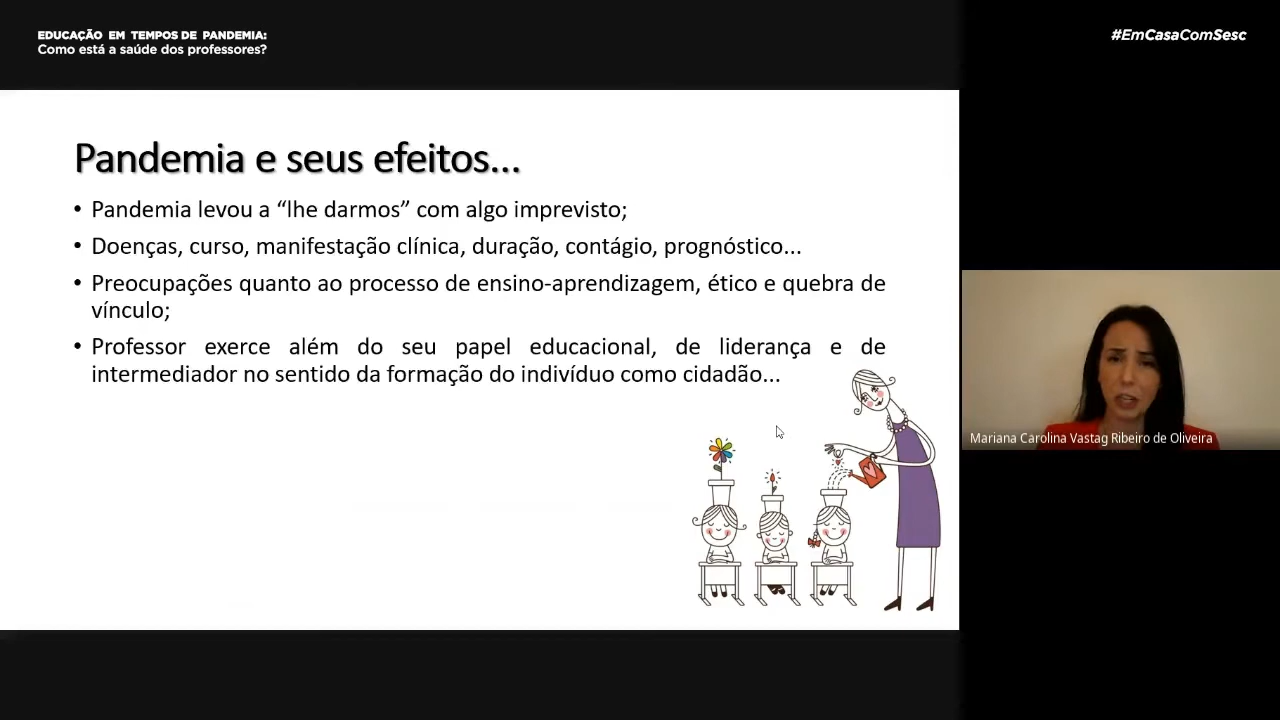 EDUCAÇÃO EM TEMPOS DE PANDEMIA:
Como está a saúde dos professores?
#EmCasaComSesc
Pandemia e seus efeitos...
• Pandemia levou a “lhe darmos” com algo imprevisto;
• Doenças, curso, manifestação clínica, duração, contágio, prognóstico...
• Preocupações quanto ao processo de ensino-aprendizagem, ético e quebra de
vínculo;
• Professor exerce além do seu papel educacional, de liderança e de
intermediador no sentido da formação do indivíduo como cidadão...
Mariana Carolina Vastag Ribeiro de Oliveira